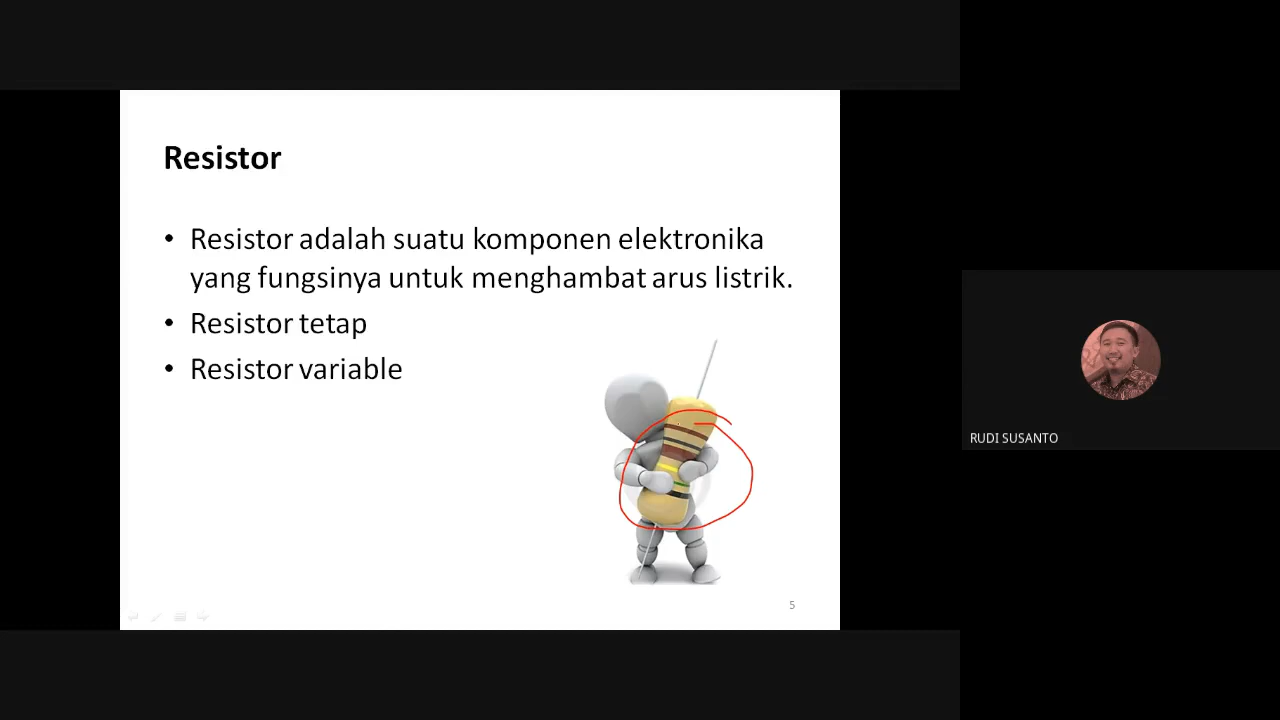 Resistor
• Resistor adalah suatu komponen elektronika
yang fungsinya untuk menghambat arus listrik.
• Resistor tetap
• Resistor variable
5
RUDI SUSANTO